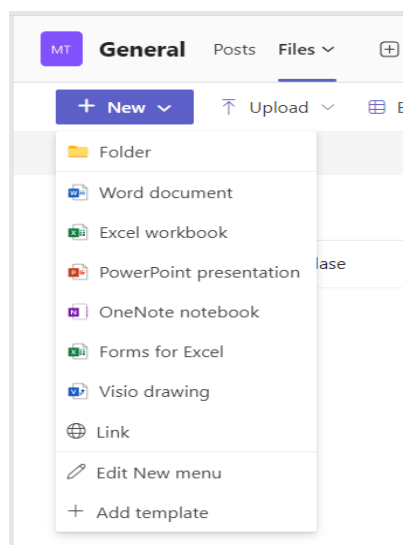 MT General Posts Files
New Upload
Folder
Word document
Excel workbook
PowerPoint presentation
OneNote notebook
Forms for Excel
Visio drawing
Link
Edit New menu
Add template